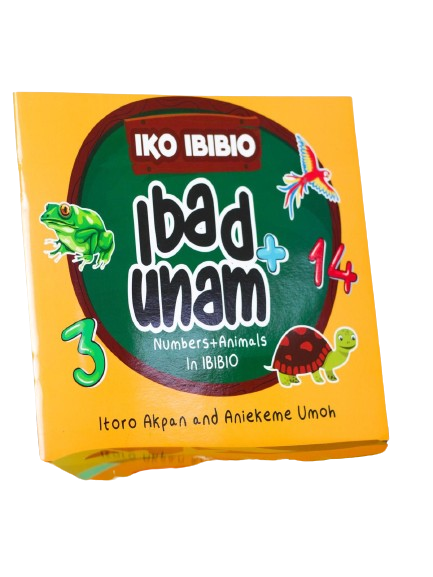 IKO IBIBIO
Ibad
+
unam
14
3
Numbers+Animals
In IBIBIO
Itoro Akpan and Aniekeme Umoh